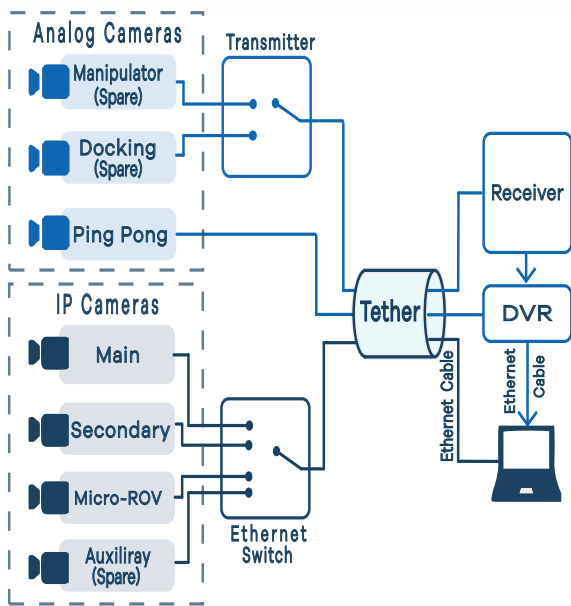 Analog Cameras
Manipulator
(Spare)
Docking
(Spare)
Ping Pong
Transmitter
Receiver
Tether
DVR
Ethernet Cable
Ethernet
Cable
IP Cameras
Main
Secondary
Micro-ROV
Auxiliray
(Spare)
Ethernet
Switch